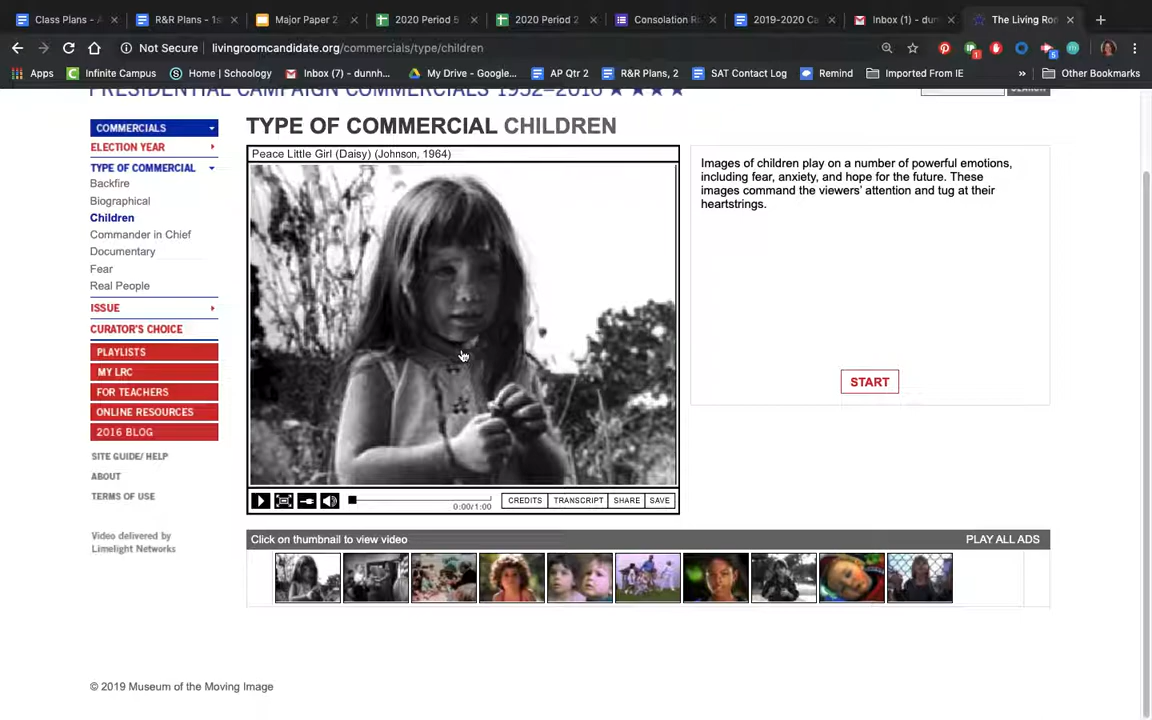 Class Plans - A
R&R Plans - 1s
Major Paper 2
2020 Period 5
2020 Period 2
Consolation Ro
2019-2020 Ca
Inbox (1) - dun
The Living Roo
Not Secure
livingroomcandidate.org/commercials/type/children
Apps
Infinite Campus
Home | Schoology
Inbox (7) - dunnh...
My Drive - Google...
AP Qtr 2
R&R Plans, 2
SAT Contact Log
Remind
Imported From IE
»
Other Bookmarks
PRESIDENTIAL CAMPAIGN COMMERCIALS 1952–2016 ★ ★ ★ ★
SEARCH
COMMERCIALS
ELECTION YEAR
TYPE OF COMMERCIAL
Backfire
Biographical
Children
Commander in Chief
Documentary
Fear
Real People
ISSUE
CURATOR'S CHOICE
PLAYLISTS
MY LRC
FOR TEACHERS
ONLINE RESOURCES
2016 BLOG
SITE GUIDE/ HELP
ABOUT
TERMS OF USE
Video delivered by
Limelight Networks
TYPE OF COMMERCIAL CHILDREN
Peace Little Girl (Daisy) (Johnson, 1964)
0:00/1:00
CREDITS
TRANSCRIPT
SHARE
SAVE
Images of children play on a number of powerful emotions,
including fear, anxiety, and hope for the future. These
images command the viewers' attention and tug at their
heartstrings.
START
Click on thumbnail to view video
PLAY ALL ADS
© 2019 Museum of the Moving Image